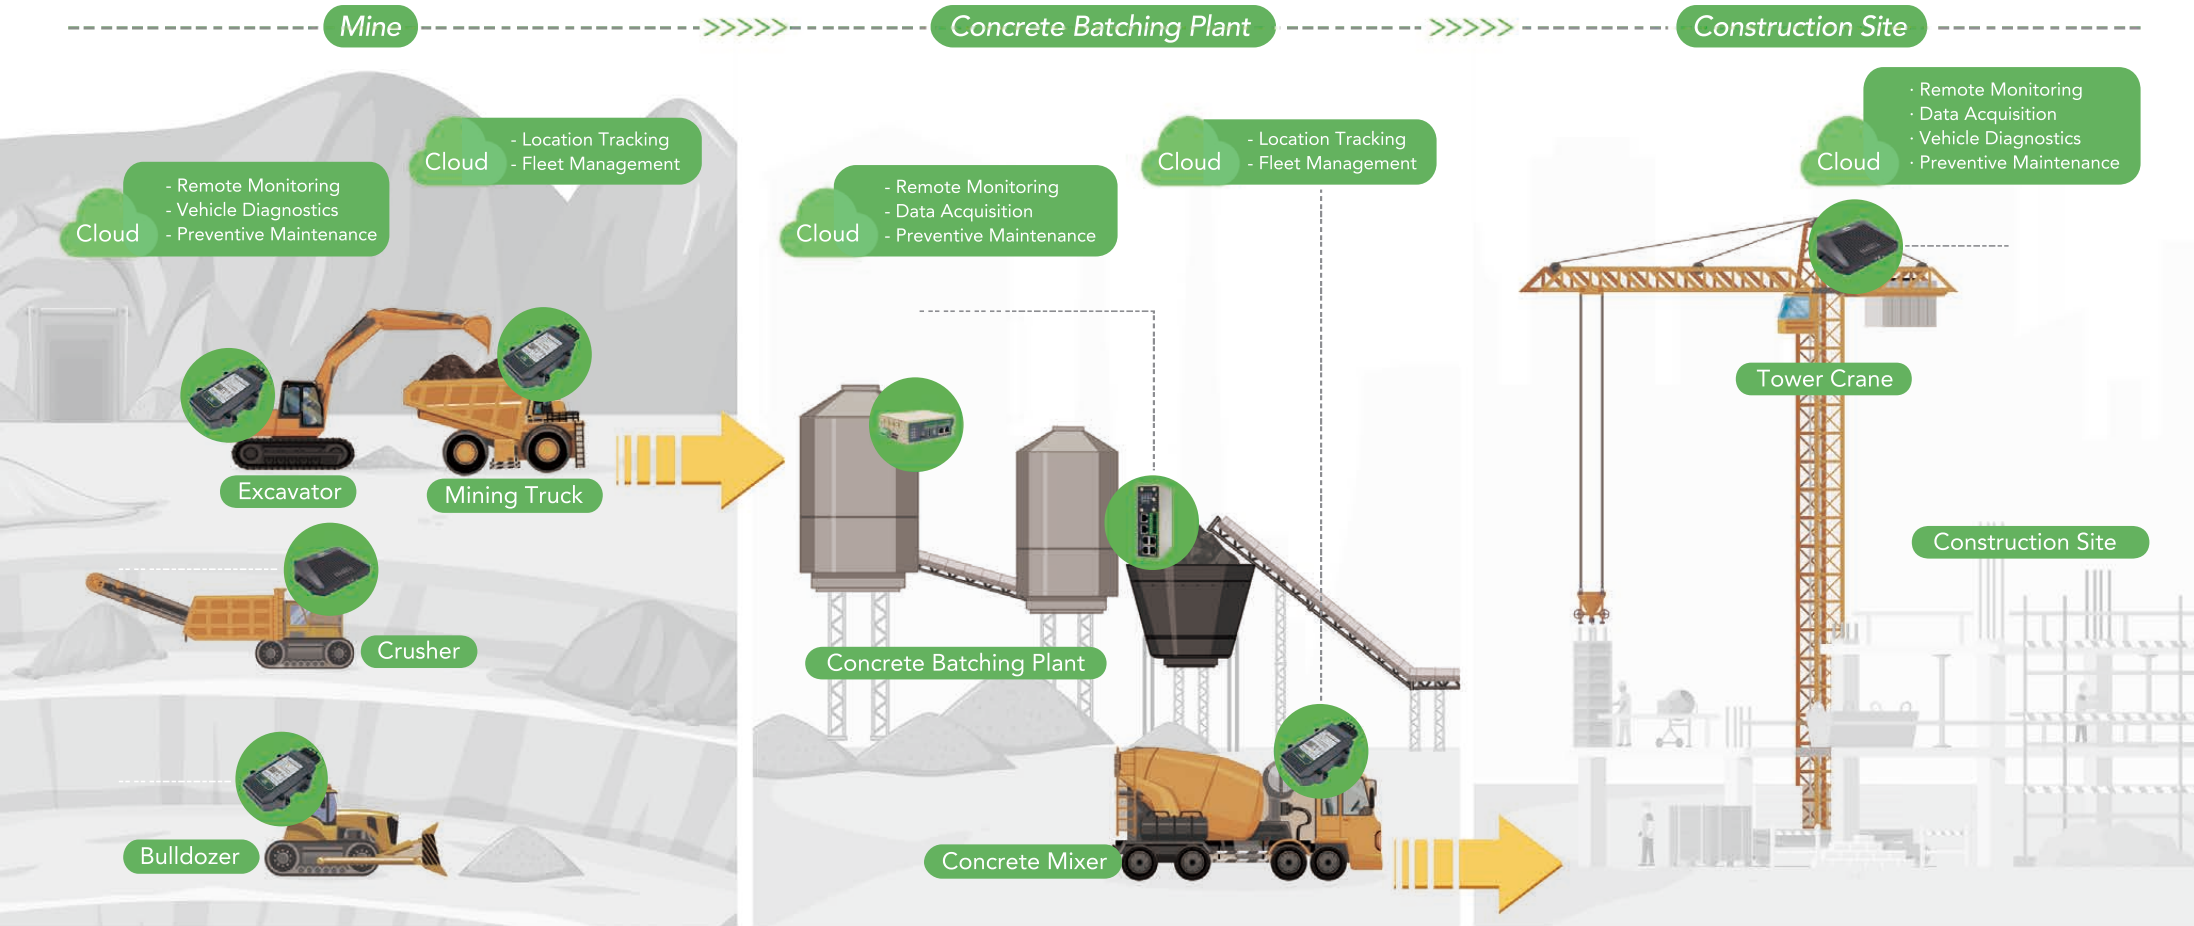 Mine
Concrete Batching Plant
Construction Site
Cloud
- Location Tracking
- Fleet Management
Cloud
- Remote Monitoring
- Vehicle Diagnostics
- Preventive Maintenance
Excavator
Mining Truck
Crusher
Bulldozer
Cloud
- Location Tracking
- Fleet Management
Cloud
- Remote Monitoring
- Data Acquisition
- Preventive Maintenance
Concrete Batching Plant
Concrete Mixer
Cloud
· Remote Monitoring
· Data Acquisition
· Vehicle Diagnostics
· Preventive Maintenance
Tower Crane
Construction Site